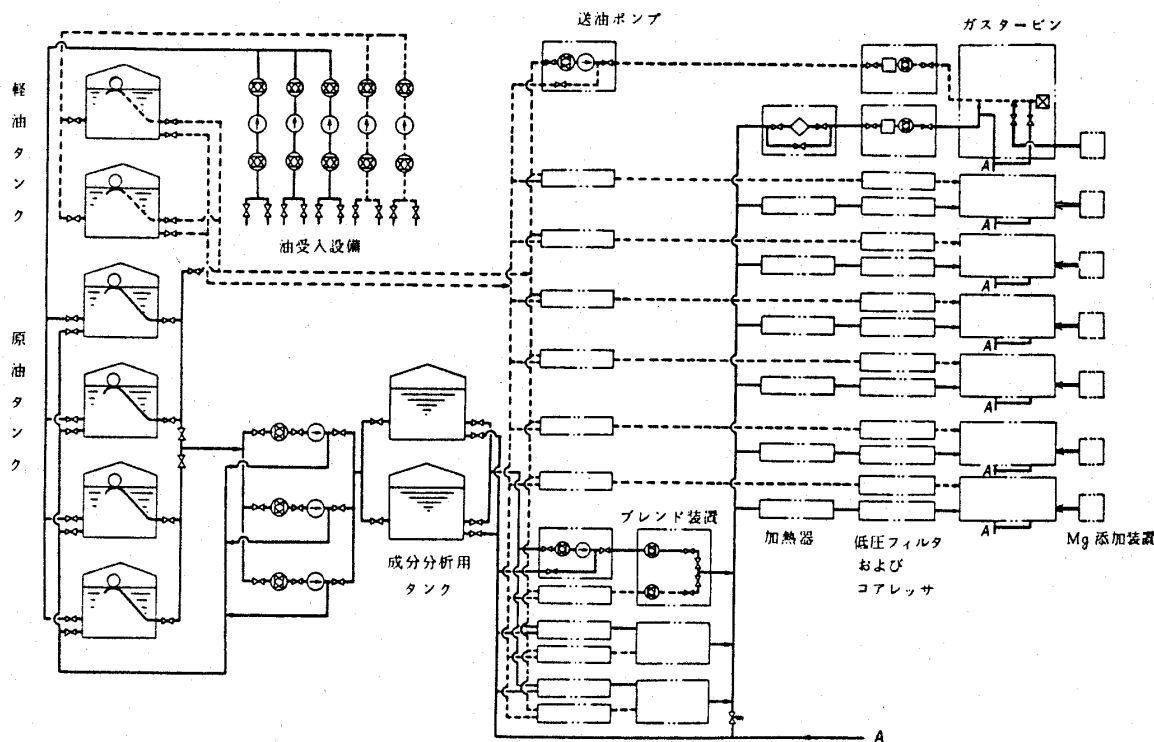 送油ポンプ
ガスタービン
軽油タンク
油受入設備
原油タンク
成分分析用
タンク
ブレンド装置
加熱器
低圧フィルタ
および
コアレッサ
Mg 添加装置
A
A
A
A
A
A
A
A